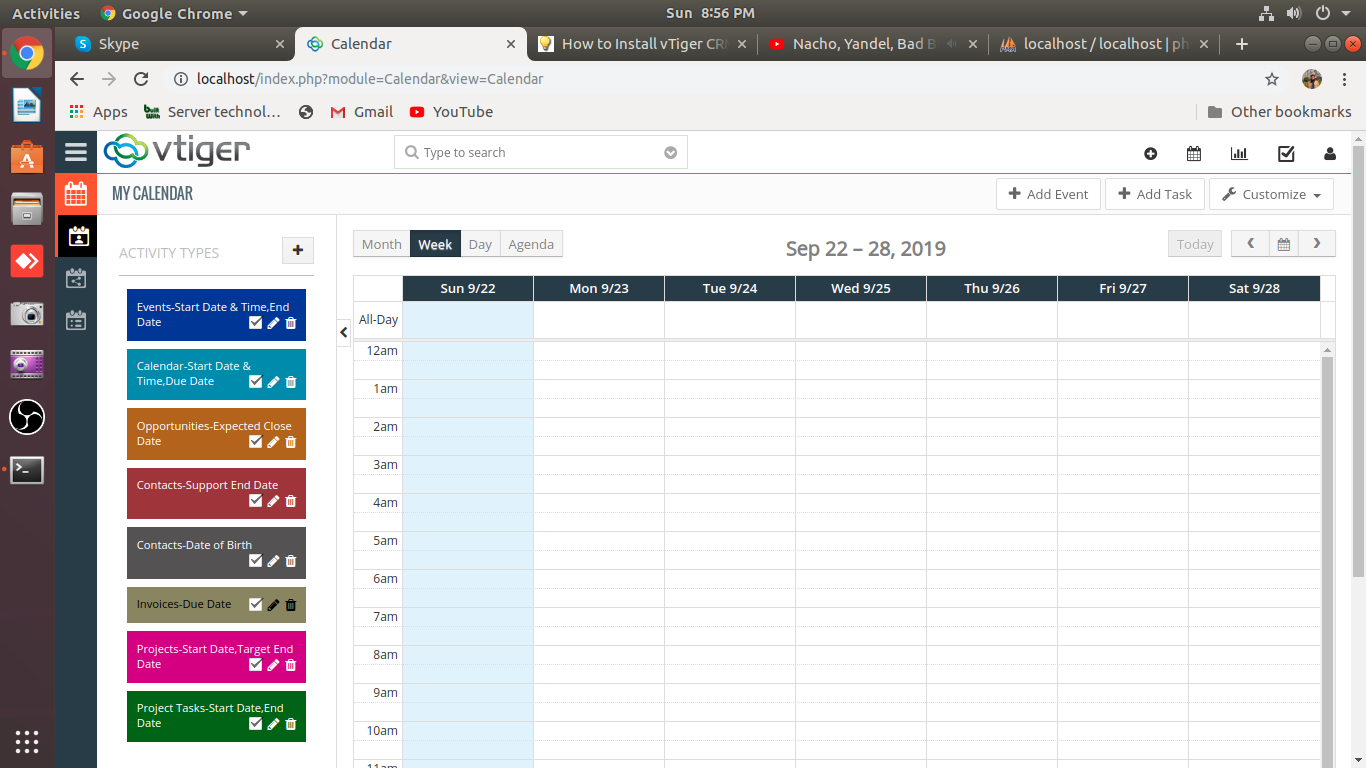 Activities Google Chrome Sun 8:56 PM
Skype Calendar How to Install vTiger CR Nacho, Yandel, Bad B localhost / localhost | ph
localhost/index.php?module=Calendar&view=Calendar
Apps Server technol... Gmail YouTube Other bookmarks
vtiger Type to search
MY CALENDAR Add Event Add Task Customize
ACTIVITY TYPES
Events-Start Date & Time,End
Date
Calendar-Start Date &
Time,Due Date
Opportunities-Expected Close
Date
Contacts-Support End Date
Contacts-Date of Birth
Invoices-Due Date
Projects-Start Date,Target End
Date
Project Tasks-Start Date,End
Date
Month Week Day Agenda Sep 22 – 28, 2019 Today
Sun 9/22 Mon 9/23 Tue 9/24 Wed 9/25 Thu 9/26 Fri 9/27 Sat 9/28
All-Day
12am
1am
2am
3am
4am
5am
6am
7am
8am
9am
10am
11am